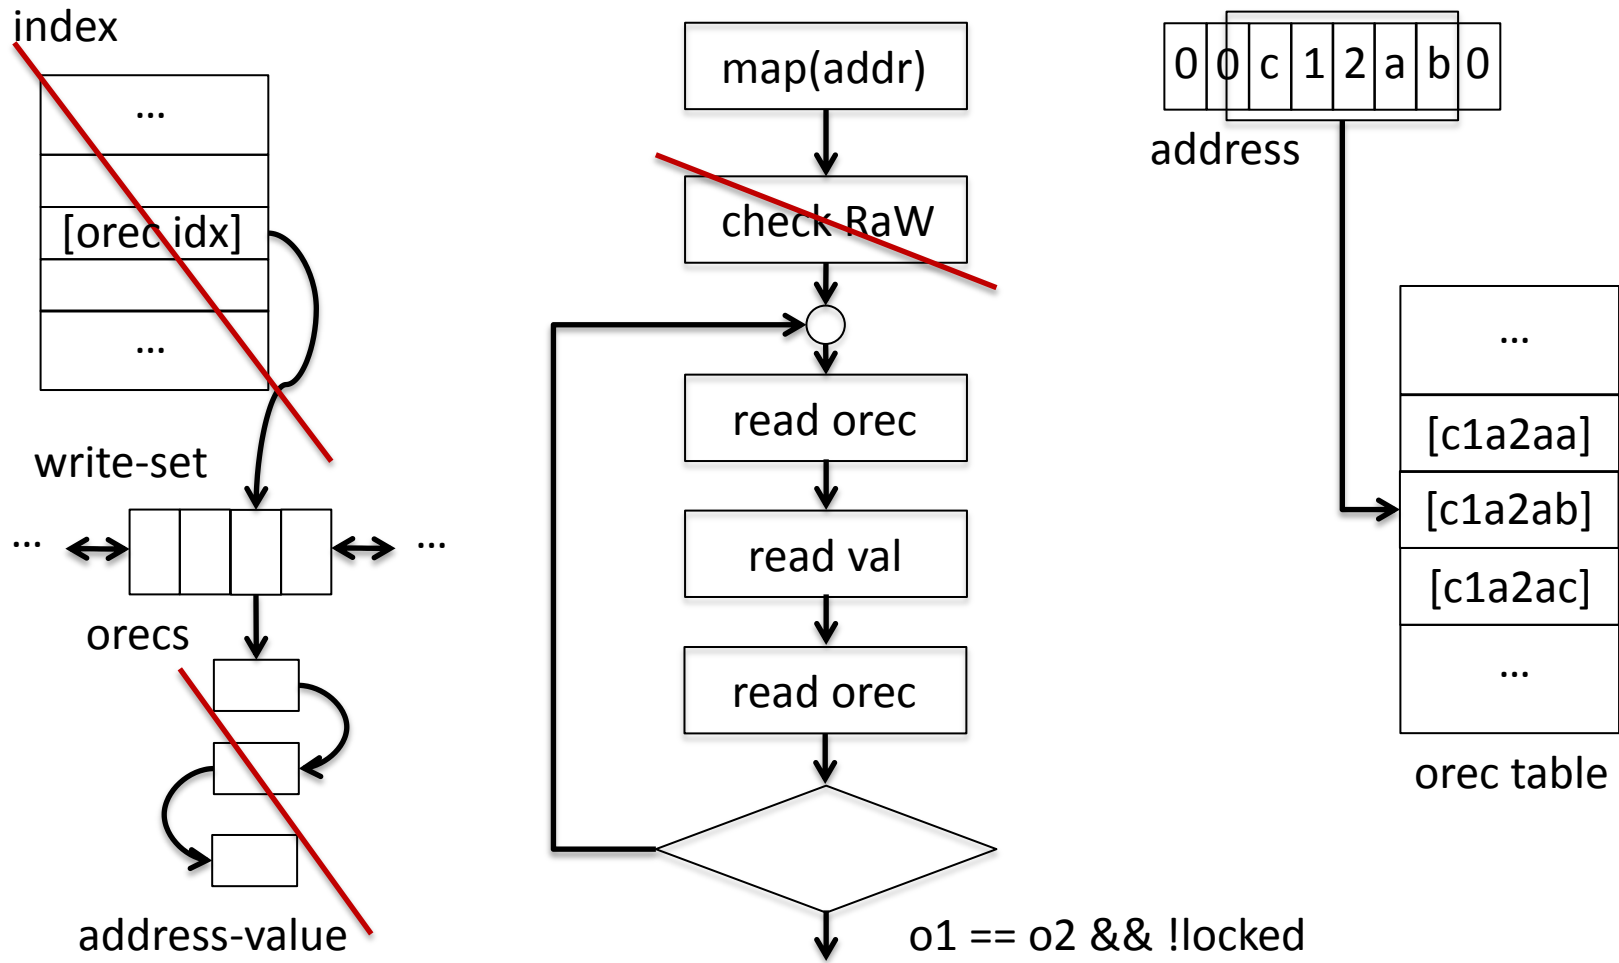 index
...
[orec idx]
...
write-set
...
...
orecs
address-value
map(addr)
check RaW
read orec
read val
read orec
o1 == o2 && !locked
0 0 c 1 2 a b 0
address
...
[c1a2aa]
[c1a2ab]
[c1a2ac]
...
orec table